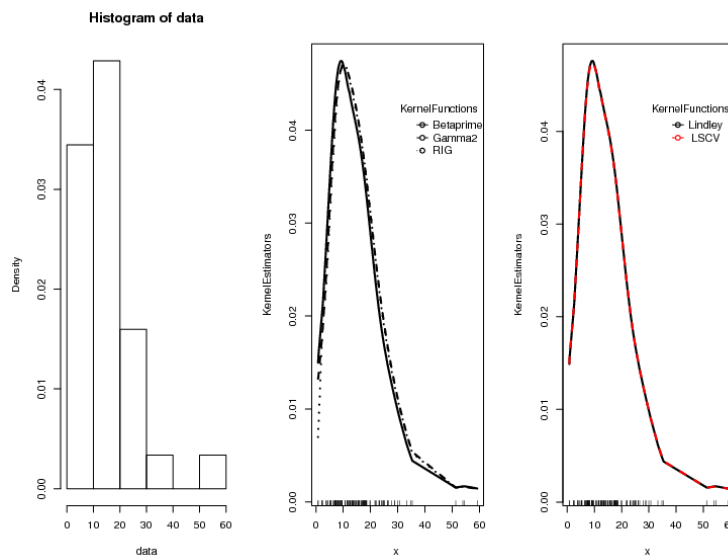 Histogram of data
Density
0.00
0.01
0.02
0.03
0.04
0 10 20 30 40 50 60
data
KernelEstimators
0.00
0.01
0.02
0.03
0.04
KernelFunctions
Betaprime
Gamma2
RIG
0 10 20 30 40 50 60
x
KernelEstimators
0.00
0.01
0.02
0.03
0.04
KernelFunctions
Lindley
LSCV
0 10 20 30 40 50 60
x